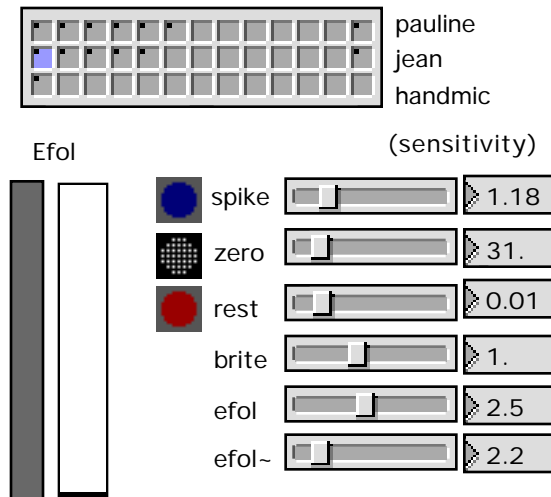 pauline
jean
handmic
Efol
(sensitivity)
spike 1.18
zero 31.
rest 0.01
brite 1.
efol 2.5
efol~ 2.2